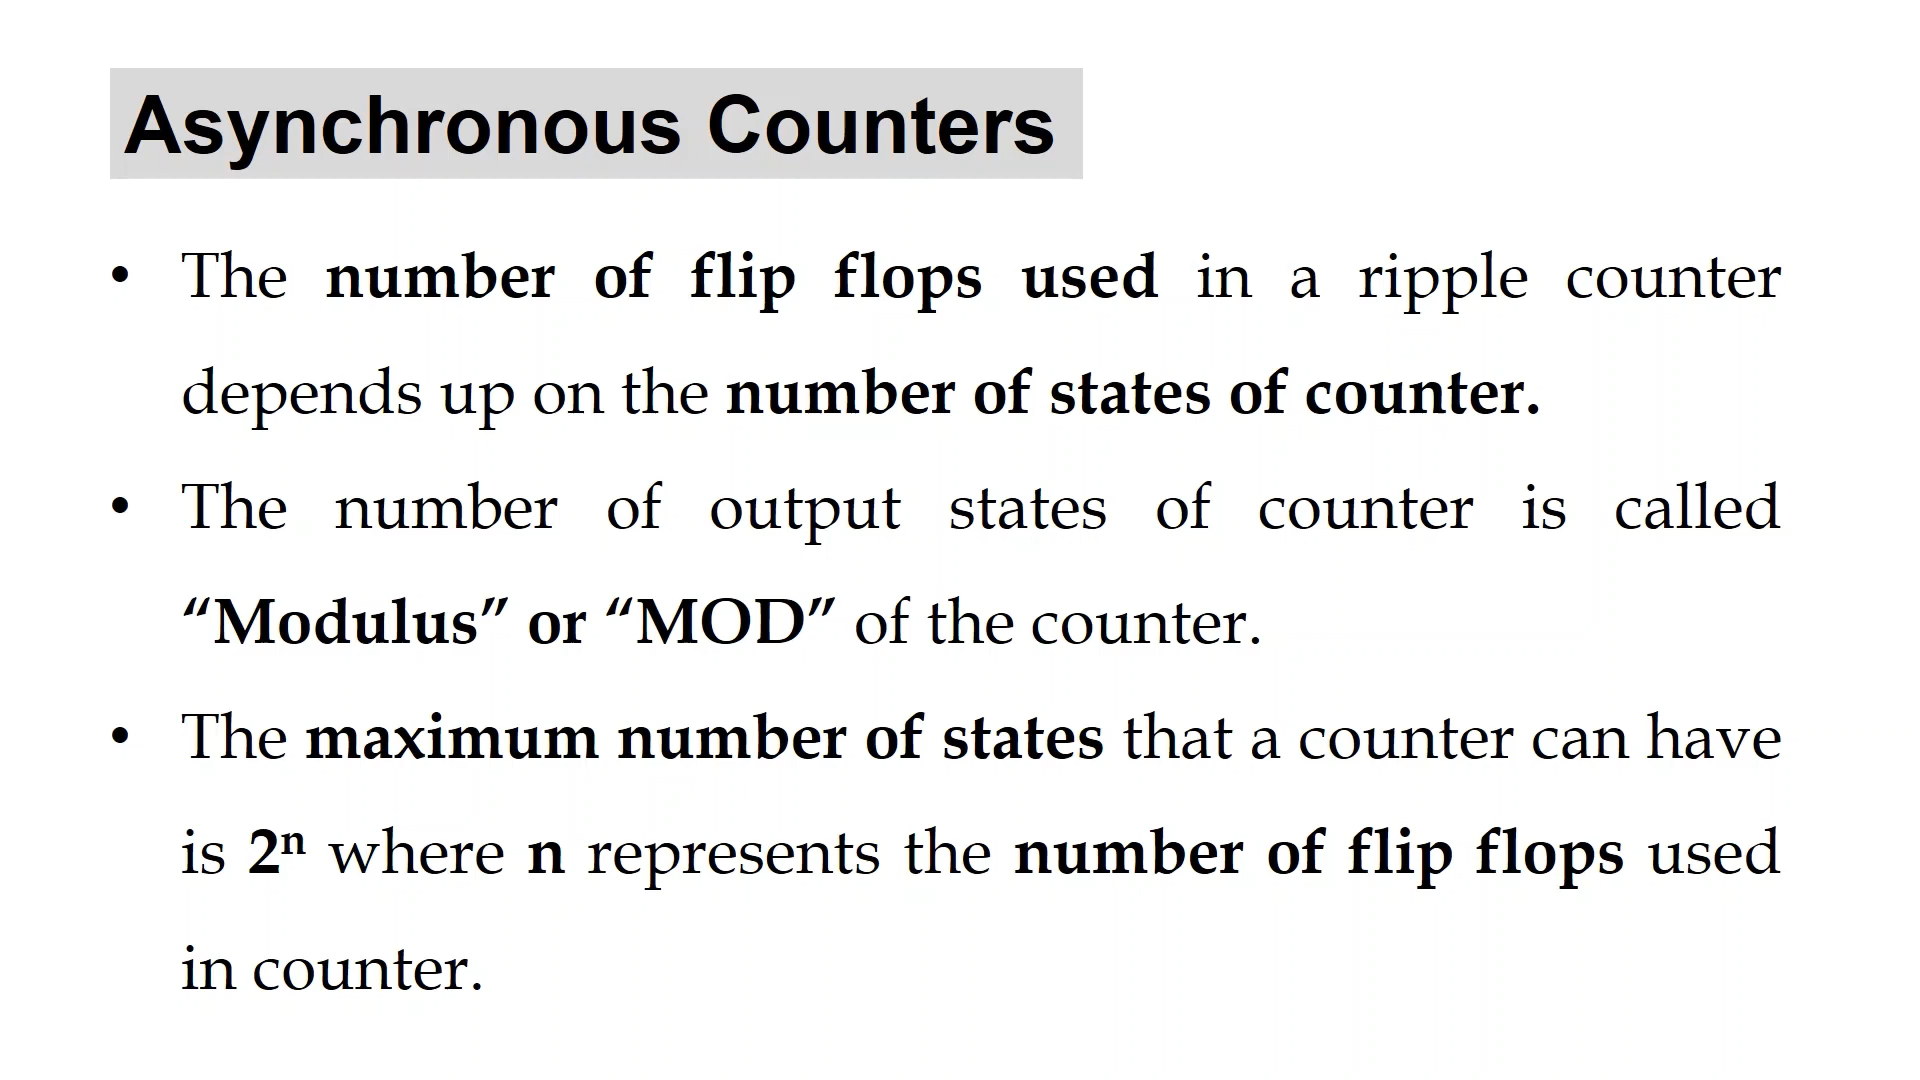 Asynchronous Counters
• The number of flip flops used in a ripple counter
depends up on the number of states of counter.
• The number of output states of counter is called
“Modulus” or “MOD” of the counter.
• The maximum number of states that a counter can have
is 2ⁿ where n represents the number of flip flops used
in counter.